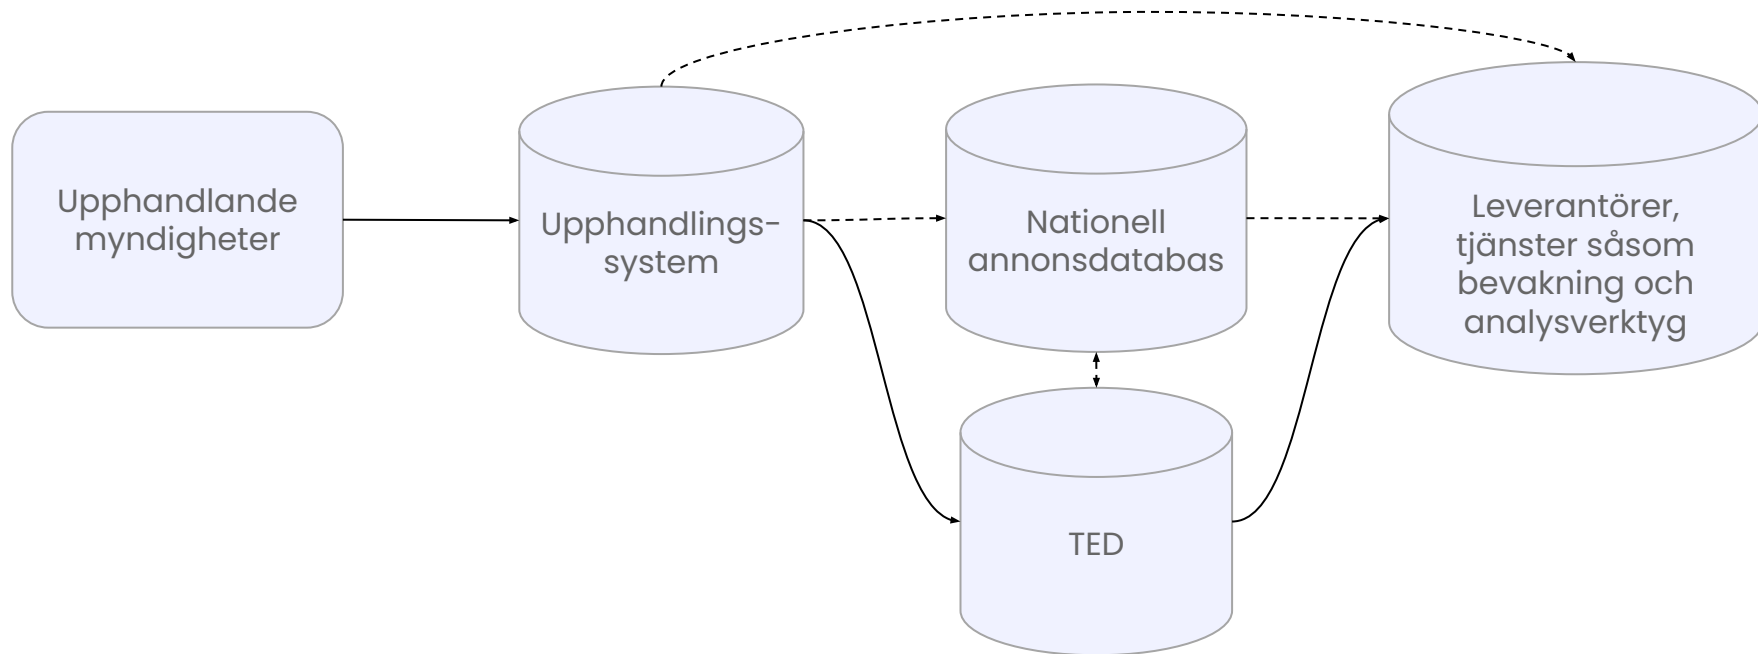 Upphandlande
myndigheter
Upphandlings-
system
Nationell
annonsdatabas
Leverantörer,
tjänster såsom
bevakning och
analysverktyg
TED